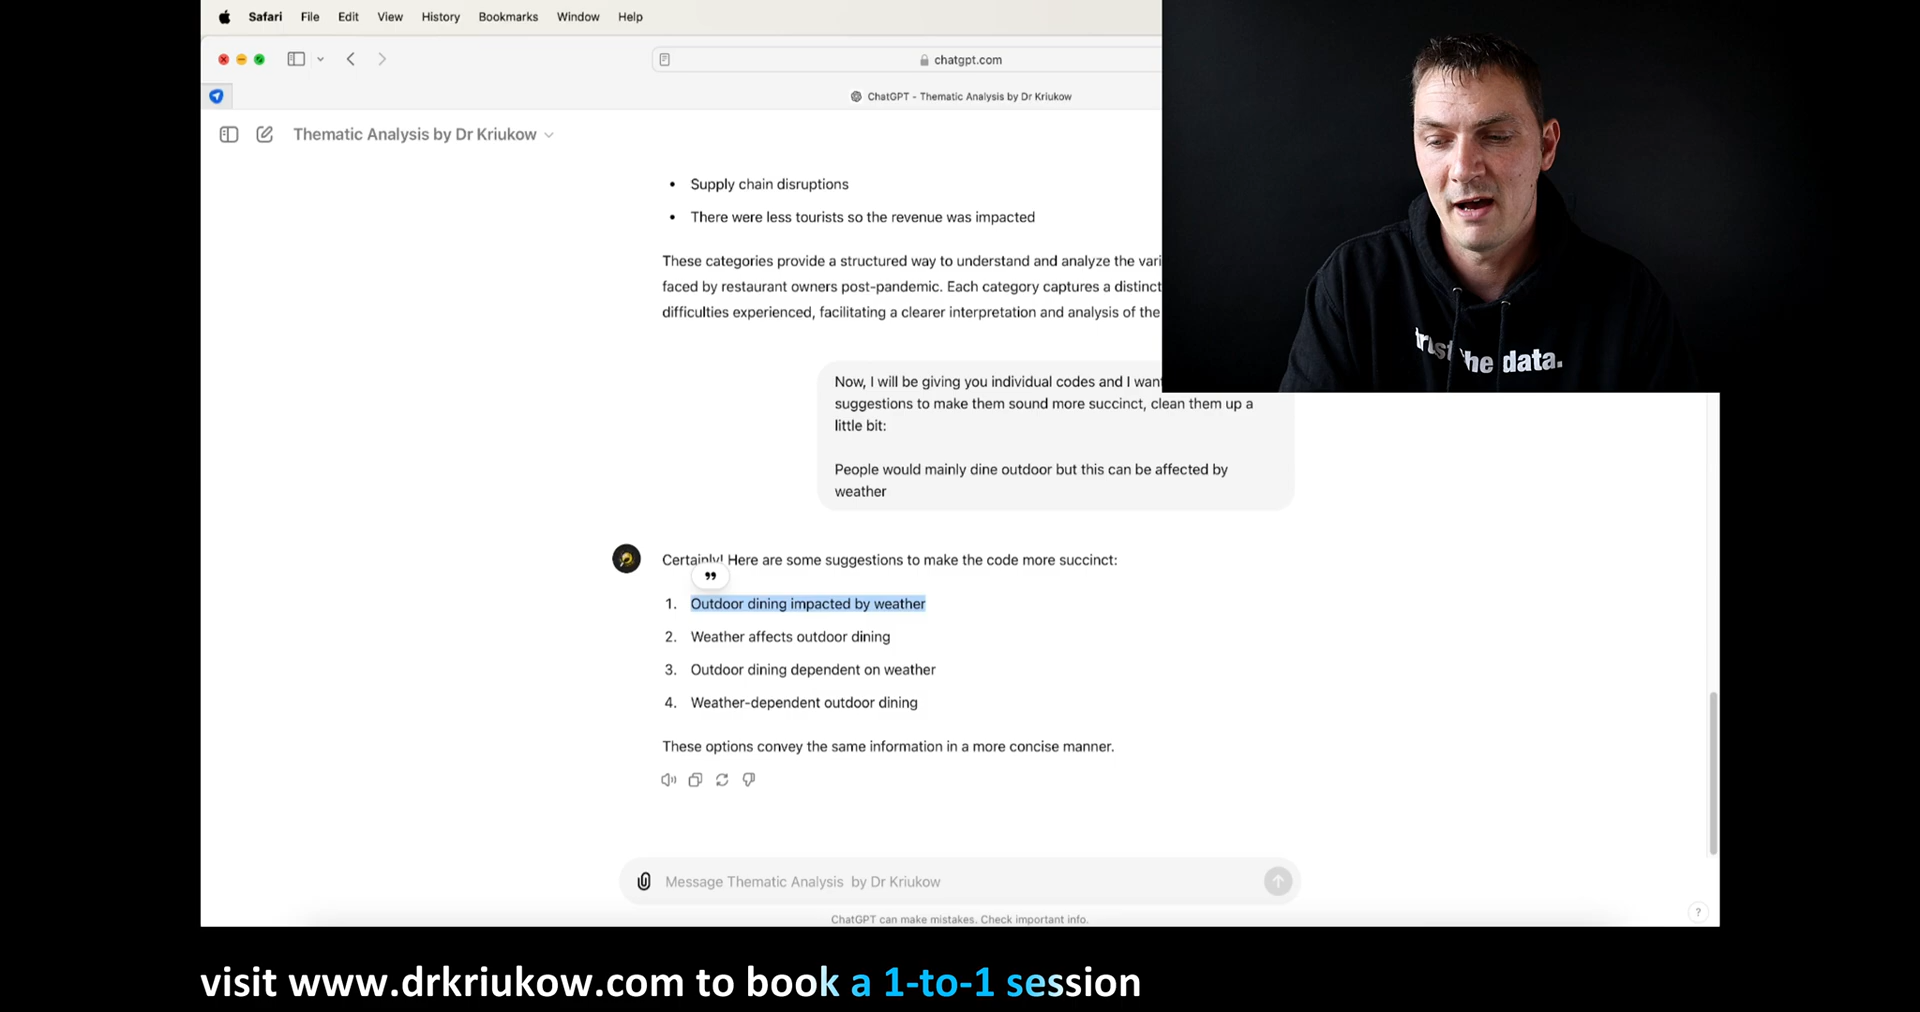 Safari File Edit View History Bookmarks Window Help
chatgpt.com
ChatGPT - Thematic Analysis by Dr Kriukow
Thematic Analysis by Dr Kriukow
• Supply chain disruptions
• There were less tourists so the revenue was impacted
These categories provide a structured way to understand and analyze the
faced by restaurant owners post-pandemic. Each category captures a distinct
difficulties experienced, facilitating a clearer interpretation and analysis of the
Now, I will be giving you individual codes and I want
suggestions to make them sound more succinct, clean them up a
little bit:
People would mainly dine outdoor but this can be affected by
weather
Certainly! Here are some suggestions to make the code more succinct:
1. Outdoor dining impacted by weather
2. Weather affects outdoor dining
3. Outdoor dining dependent on weather
4. Weather-dependent outdoor dining
These options convey the same information in a more concise manner.
Message Thematic Analysis by Dr Kriukow
ChatGPT can make mistakes. Check important info.
?
trust the data.
visit www.drkriukow.com to book a 1-to-1 session